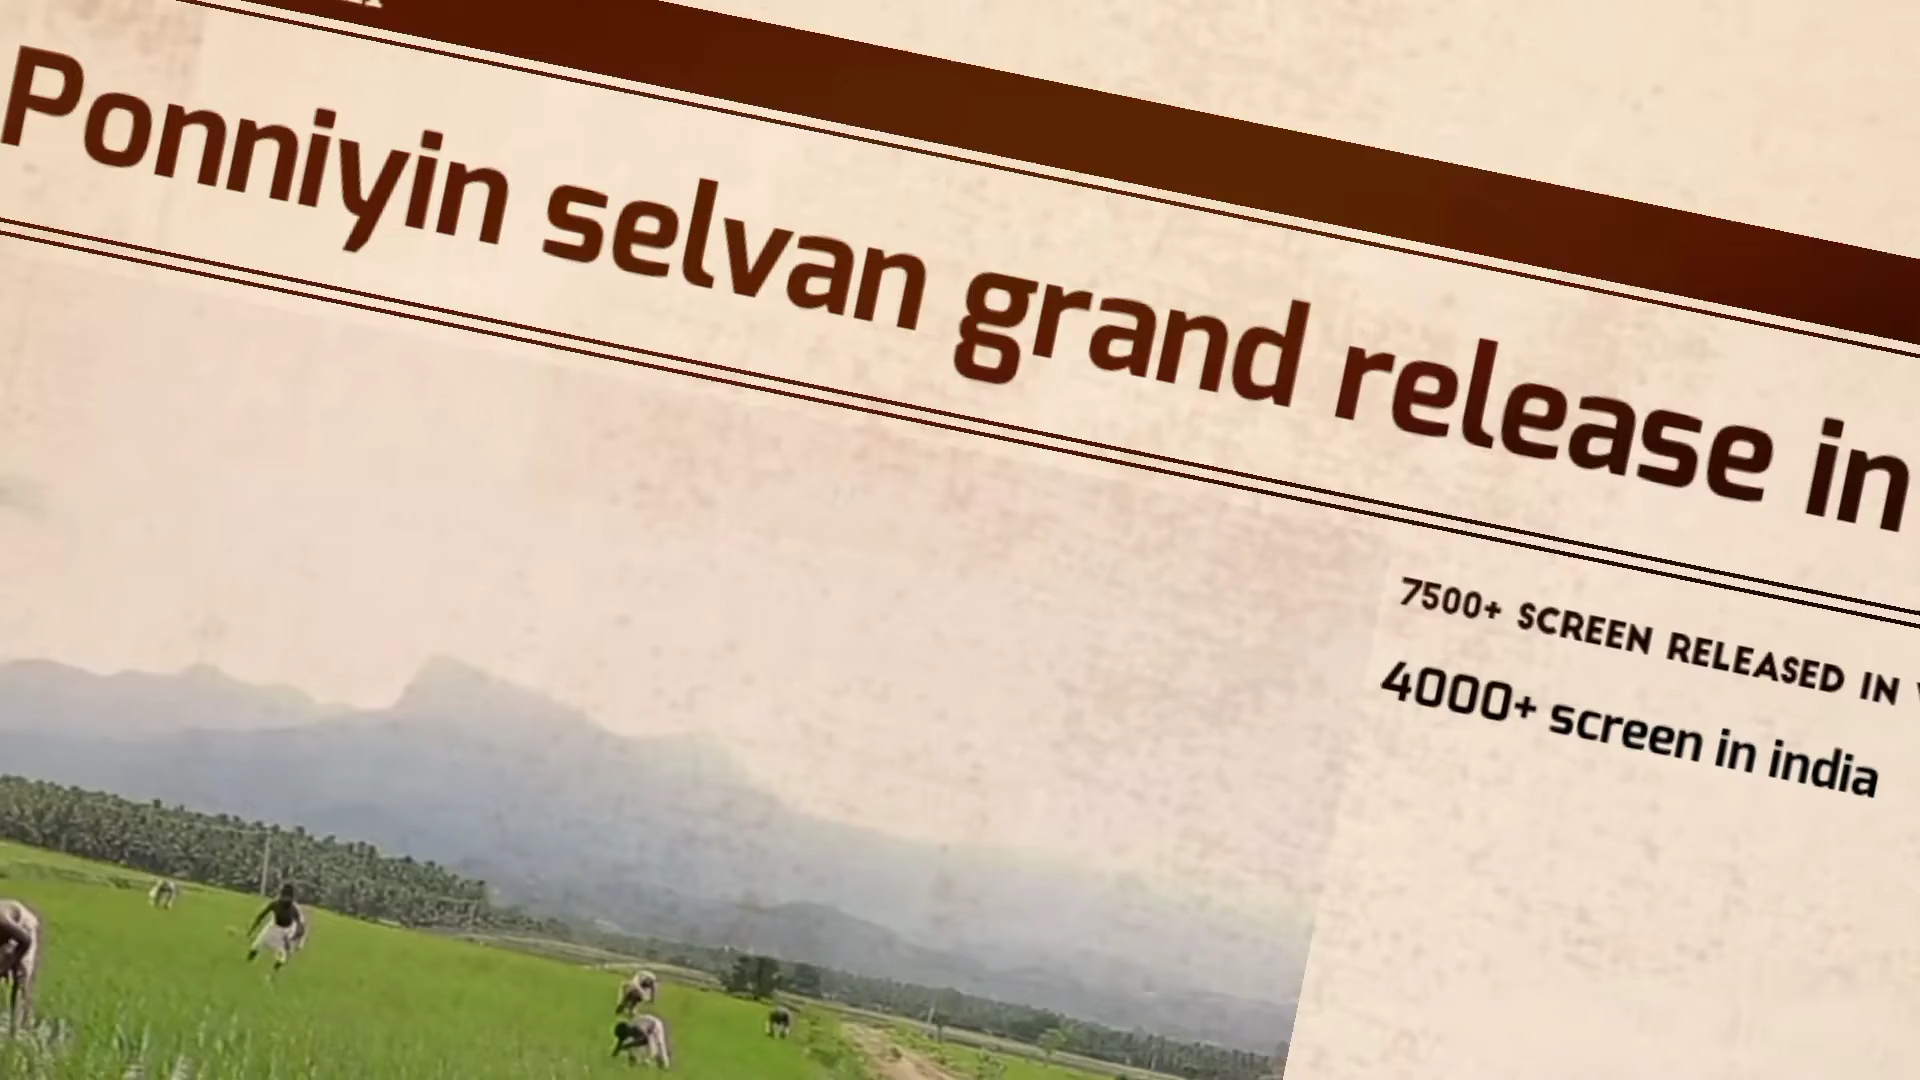 Ponniyin selvan grand release in
7500+ SCREEN RELEASED IN
4000+ screen in india